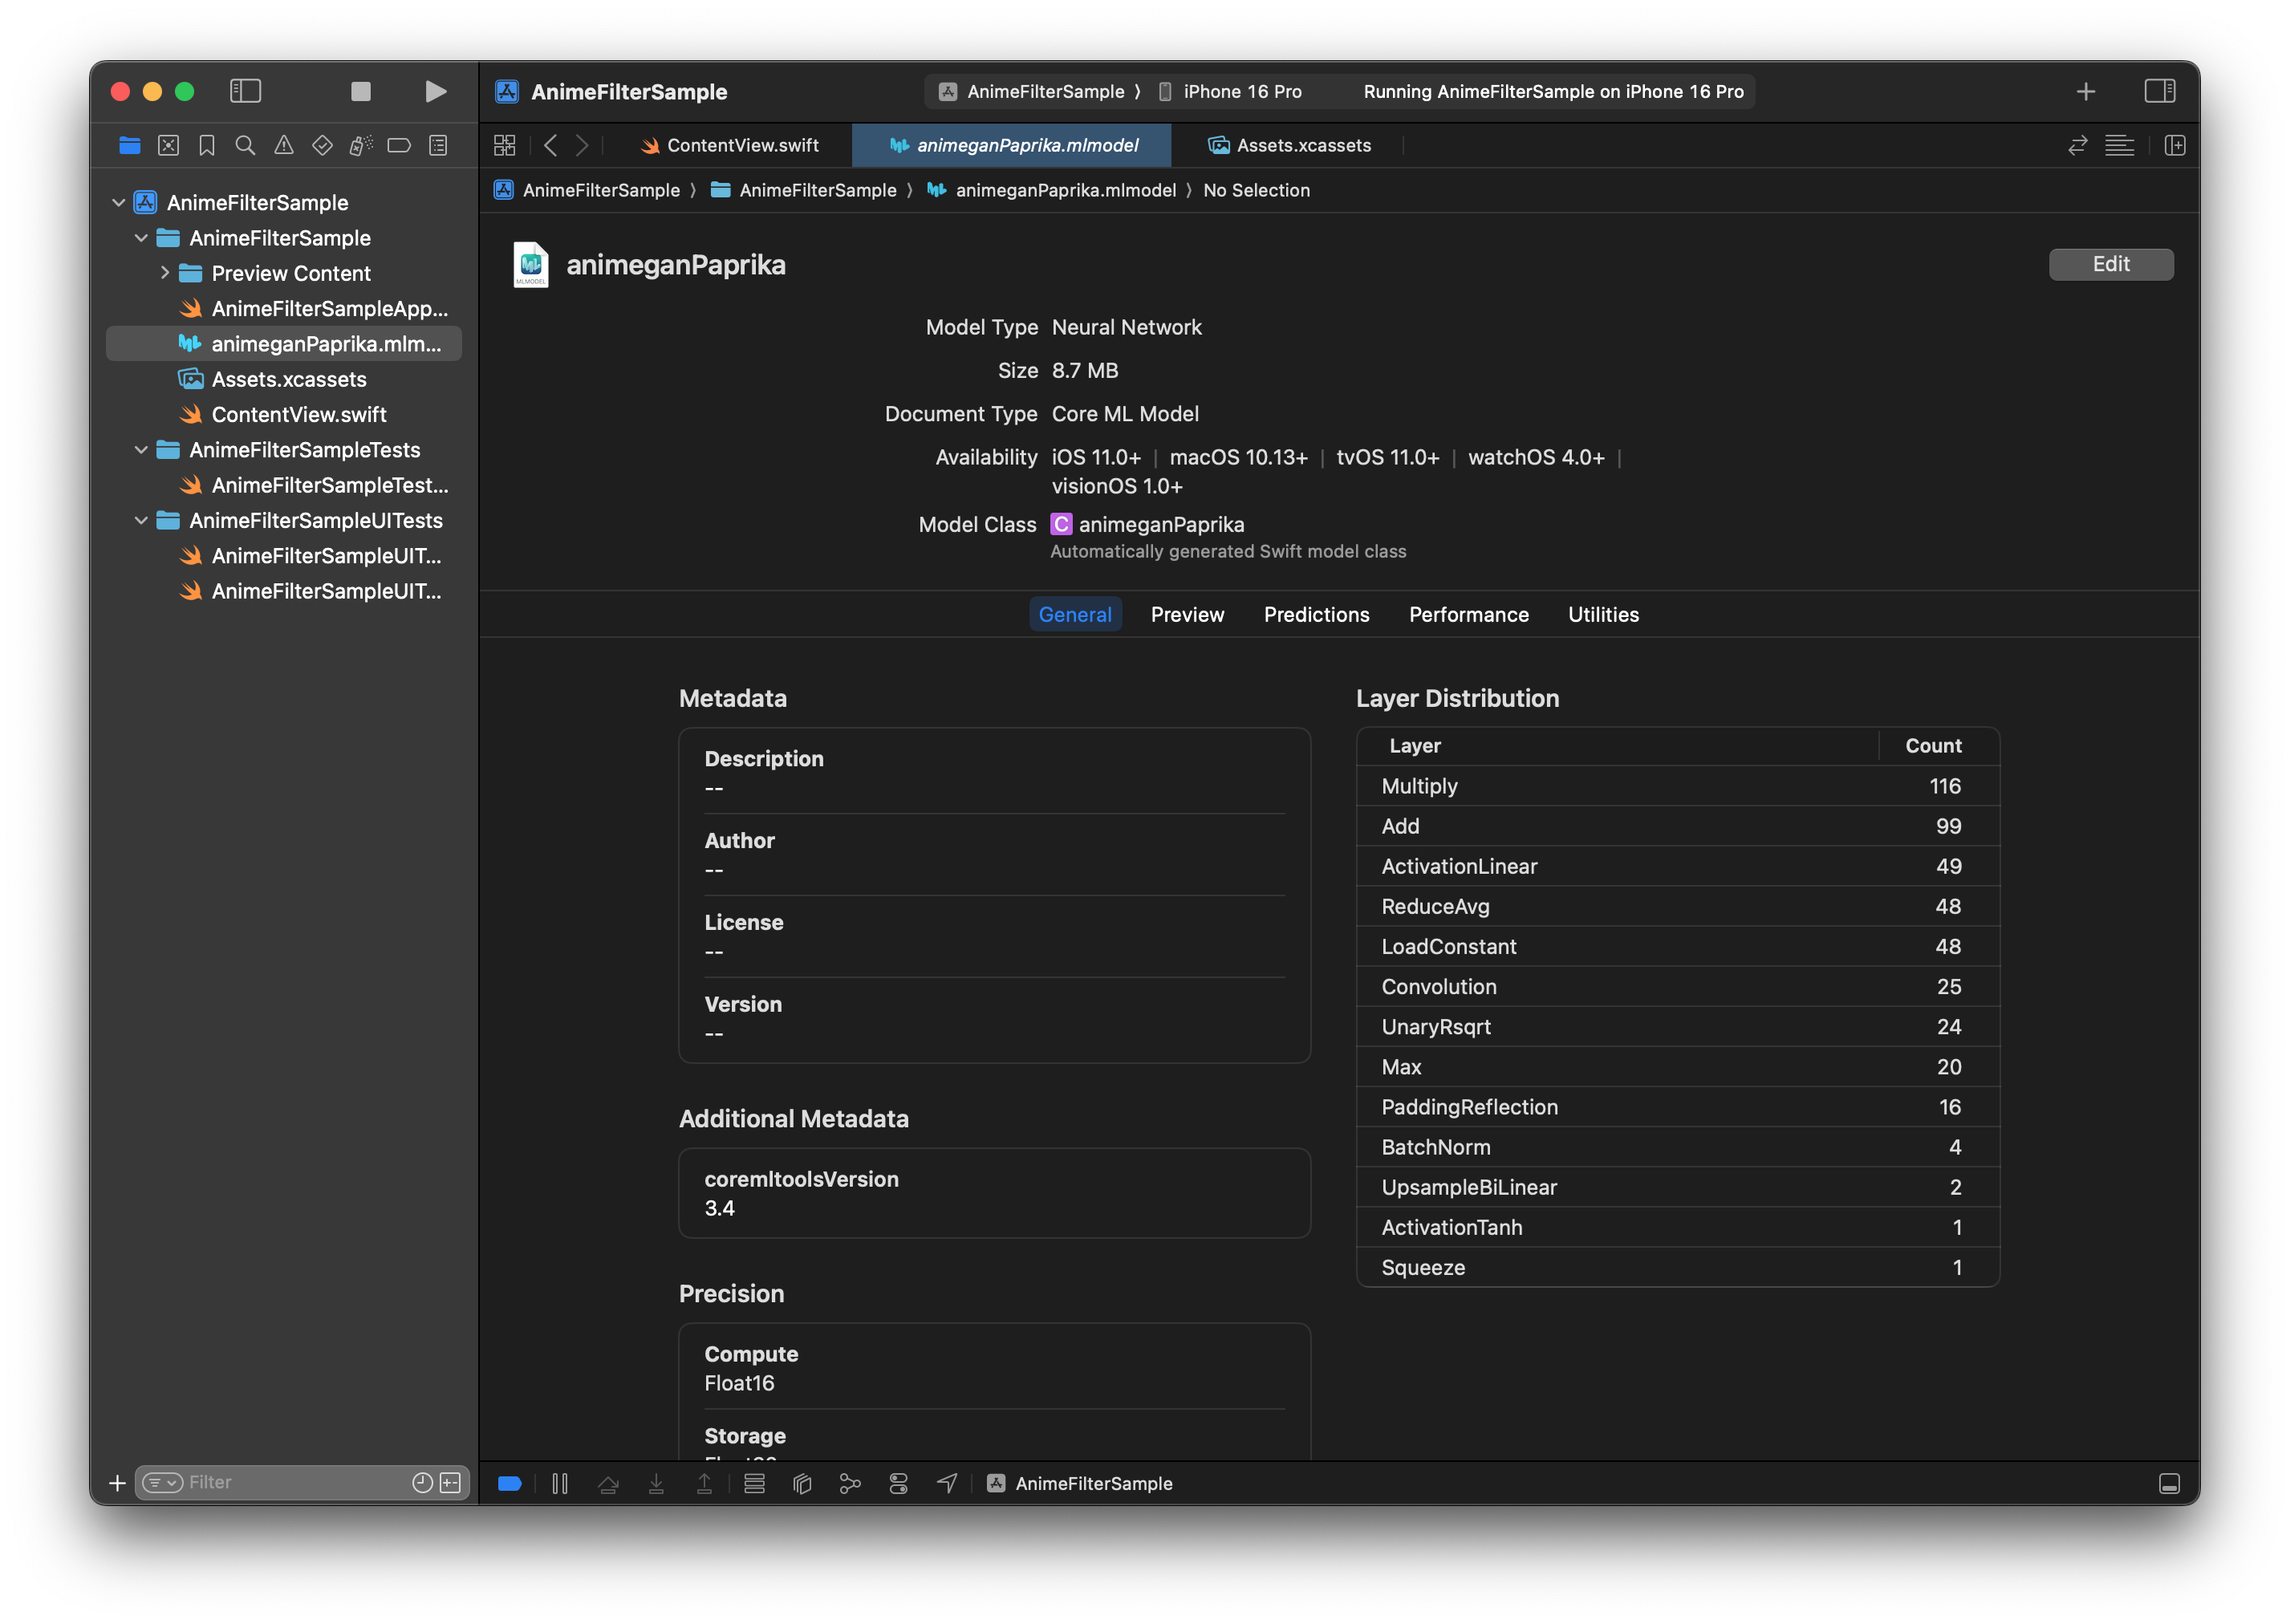 AnimeFilterSample
AnimeFilterSample 〉 iPhone 16 Pro
Running AnimeFilterSample on iPhone 16 Pro
ContentView.swift
animeganPaprika.mlmodel
Assets.xcassets
AnimeFilterSample 〉 AnimeFilterSample 〉 animeganPaprika.mlmodel 〉 No Selection
AnimeFilterSample
AnimeFilterSample
Preview Content
AnimeFilterSampleApp...
animeganPaprika.mlm...
Assets.xcassets
ContentView.swift
AnimeFilterSampleTests
AnimeFilterSampleTest...
AnimeFilterSampleUITests
AnimeFilterSampleUIT...
AnimeFilterSampleUIT...
Filter
MLMODEL
animeganPaprika
Edit
Model Type Neural Network
Size 8.7 MB
Document Type Core ML Model
Availability iOS 11.0+ | macOS 10.13+ | tvOS 11.0+ | watchOS 4.0+ |
visionOS 1.0+
Model Class C animeganPaprika
Automatically generated Swift model class
General Preview Predictions Performance Utilities
Metadata
Description
--
Author
--
License
--
Version
--
Additional Metadata
coremltoolsVersion
3.4
Precision
Compute
Float16
Storage
Layer Distribution
Layer Count
Multiply 116
Add 99
ActivationLinear 49
ReduceAvg 48
LoadConstant 48
Convolution 25
UnaryRsqrt 24
Max 20
PaddingReflection 16
BatchNorm 4
UpsampleBiLinear 2
ActivationTanh 1
Squeeze 1
AnimeFilterSample